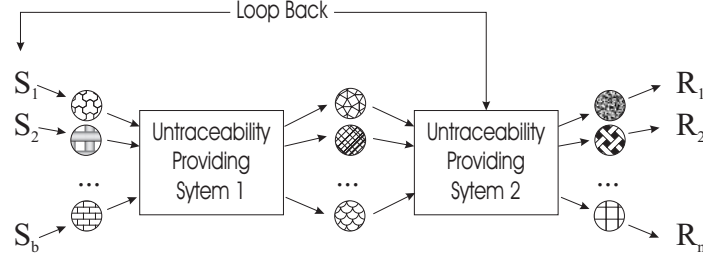 Loop Back
S1
S2
...
Sb
Untraceability
Providing
Sytem 1
...
Untraceability
Providing
Sytem 2
...
R1
R2
Rn